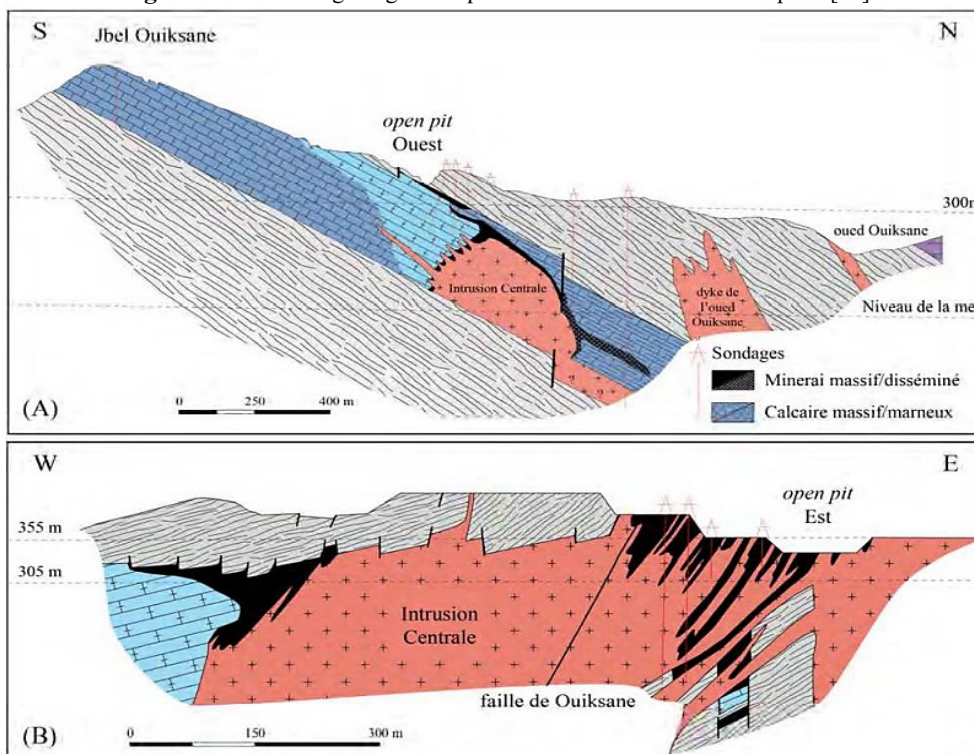 S
N
Jbel Ouiksane
open pit
Ouest
300m
oued Ouiksane
Intrusion Centrale
dyke de
l'oued
Ouiksane
Niveau de la me
Sondages
Minerai massif/disséminé
Calcaire massif/marneux
(A)
0 250 400 m
W
E
open pit
Est
355 m
305 m
Intrusion
Centrale
faille de Ouiksane
(B)
0 150 300 m